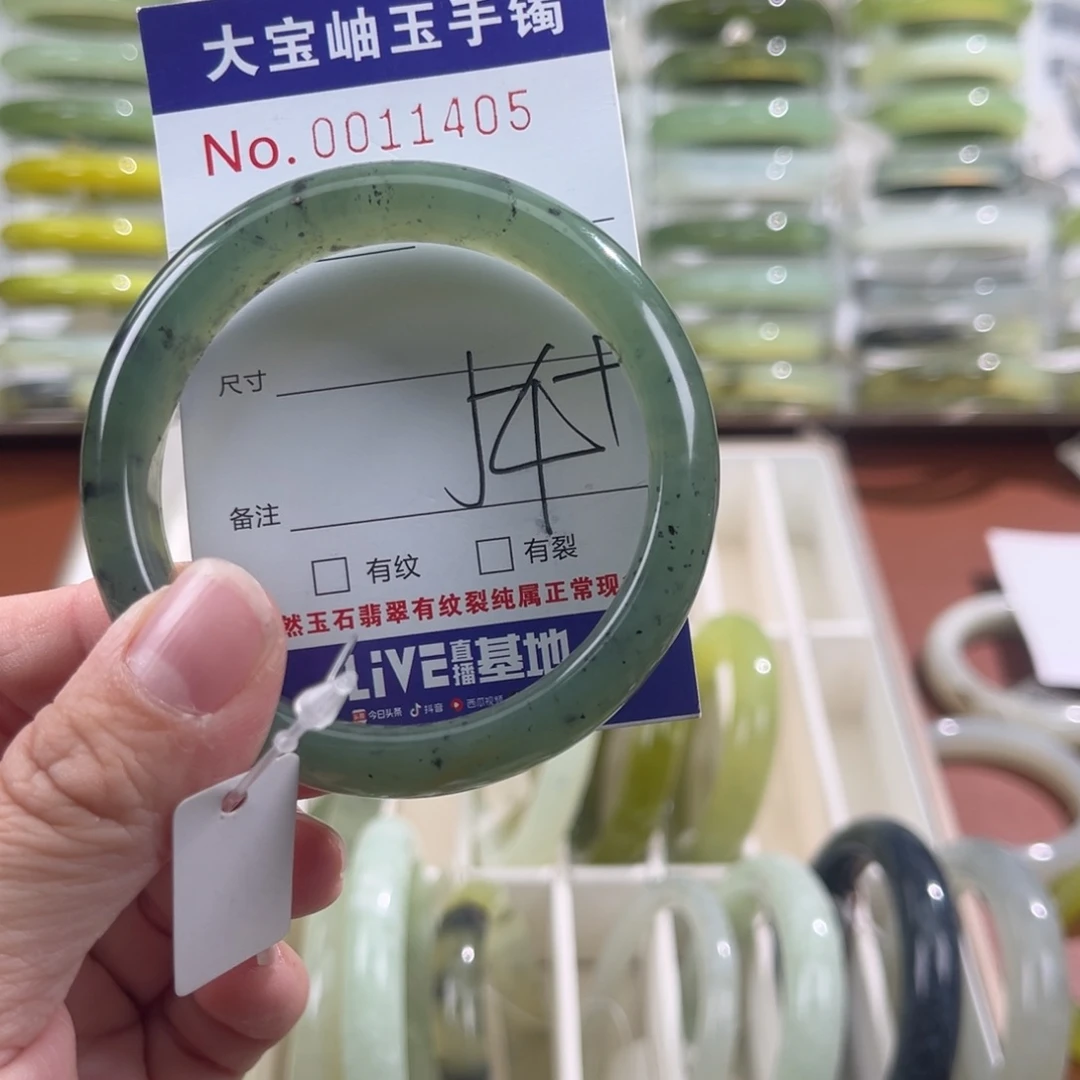 大宝岫玉手镯
No. 0011405
尺寸
备注
有纹
有裂
然玉石翡翠有纹裂纯属正常现
LiVE直播基地
今日头条 抖音 西瓜视频